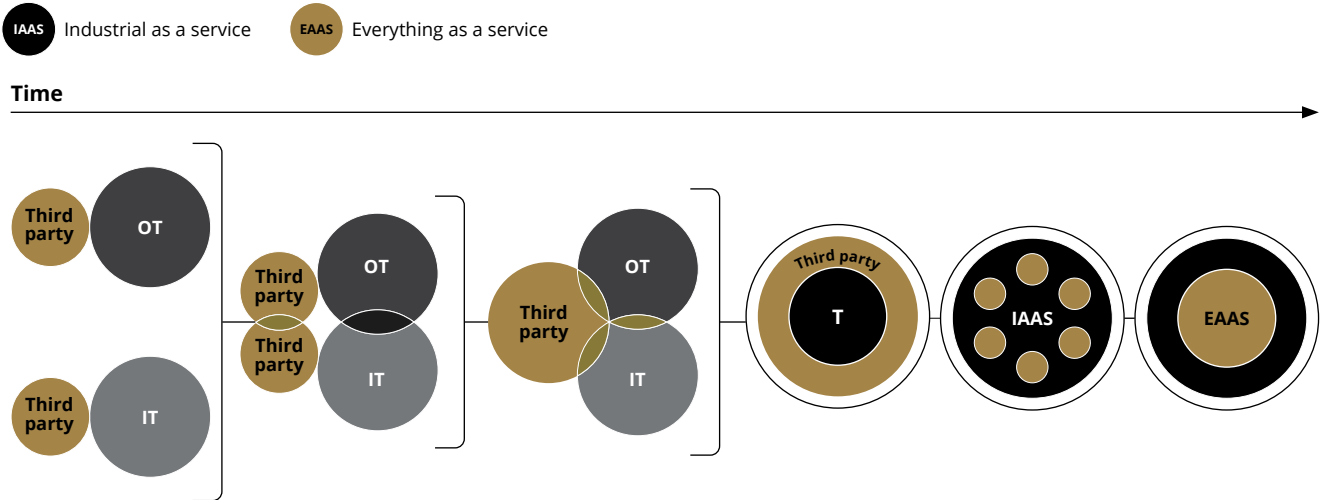 IAAS Industrial as a service
EAAS Everything as a service
Time
Third
party
OT
Third
party
IT
Third
party
Third
party
OT
IT
Third
party
OT
IT
Third party
T
IAAS
EAAS